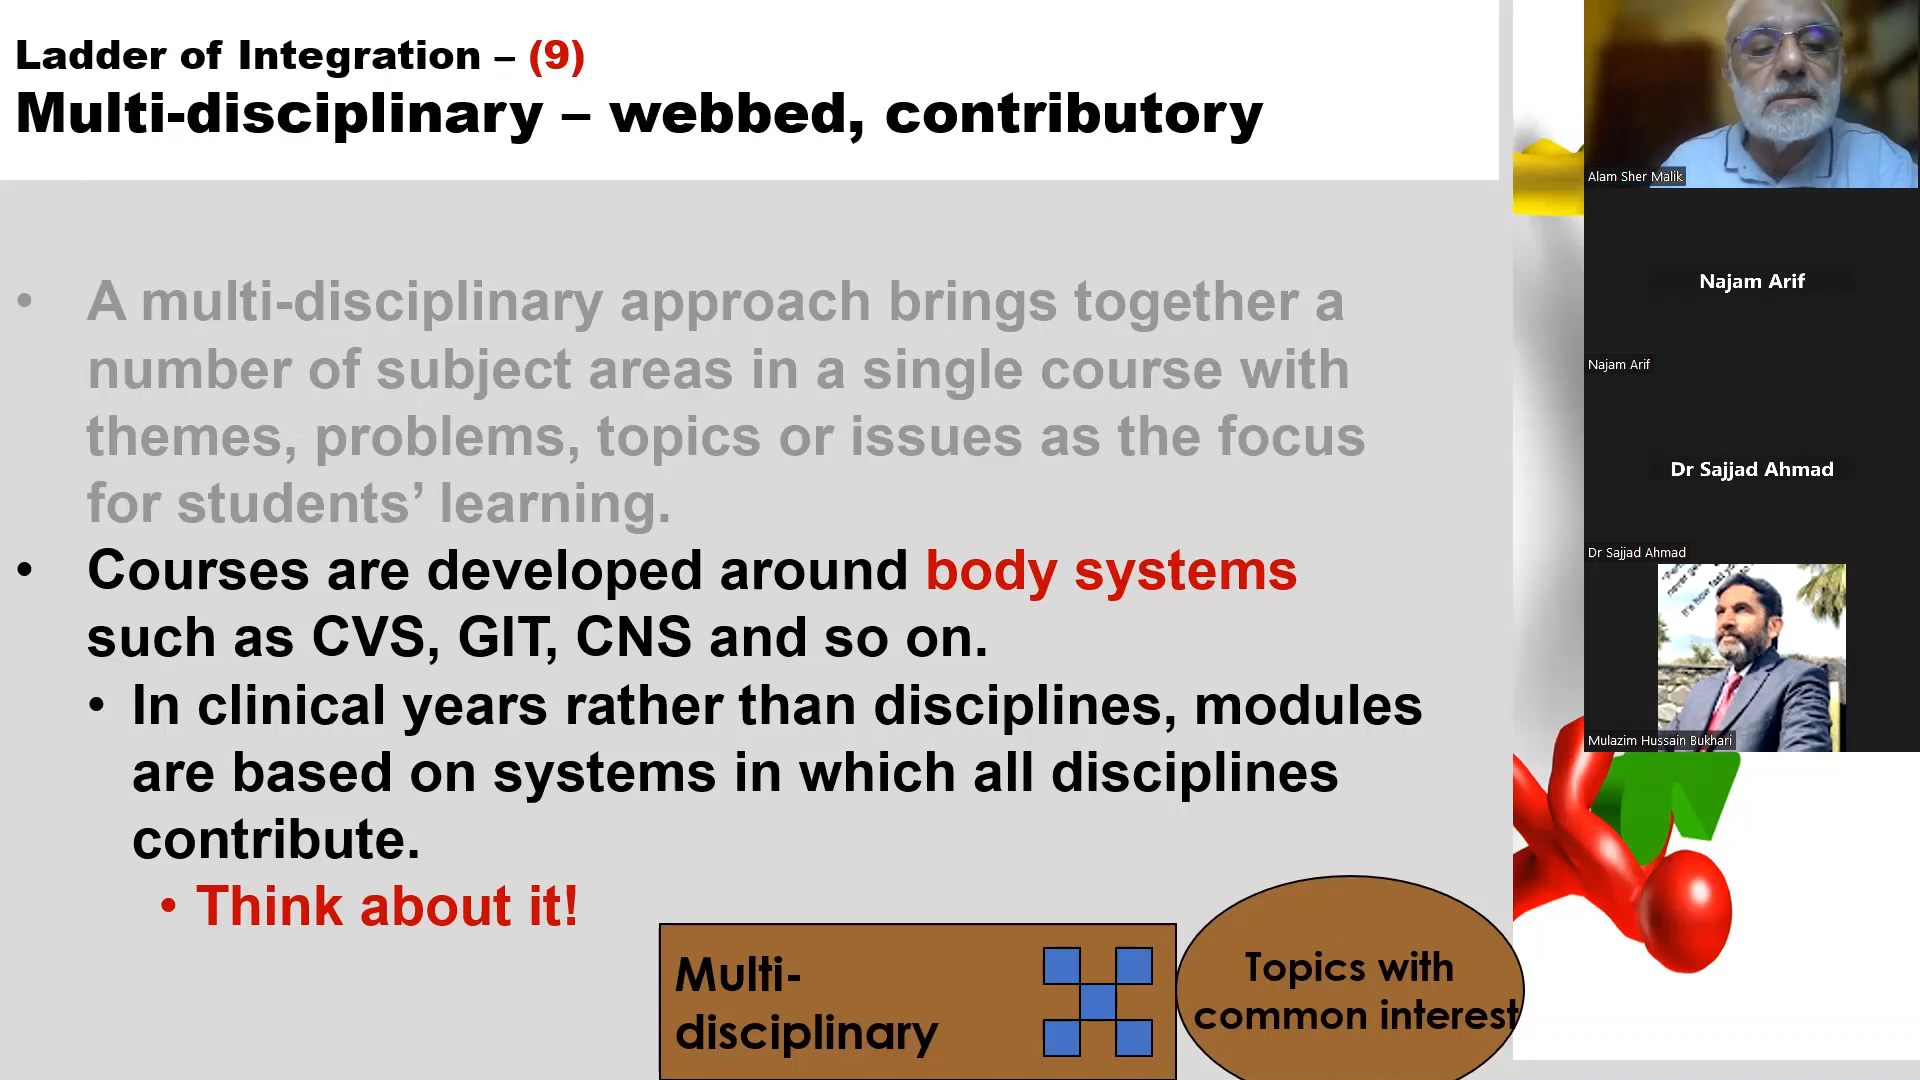 Ladder of Integration – (9)
Multi-disciplinary – webbed, contributory
• A multi-disciplinary approach brings together a
number of subject areas in a single course with
themes, problems, topics or issues as the focus
for students’ learning.
• Courses are developed around body systems
such as CVS, GIT, CNS and so on.
• In clinical years rather than disciplines, modules
are based on systems in which all disciplines
contribute.
• Think about it!
Multi-
disciplinary
Topics with
common interest
Alam Sher Malik
Najam Arif
Najam Arif
Dr Sajjad Ahmad
Dr Sajjad Ahmad
Mulazim Hussain Bukhari